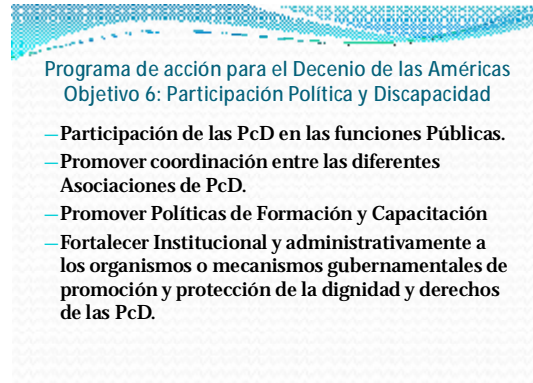 Programa de acción para el Decenio de las Américas
Objetivo 6: Participación Política y Discapacidad
– Participación de las PcD en las funciones Públicas.
– Promover coordinación entre las diferentes
Asociaciones de PcD.
– Promover Políticas de Formación y Capacitación
– Fortalecer Institucional y administrativamente a
los organismos o mecanismos gubernamentales de
promoción y protección de la dignidad y derechos
de las PcD.